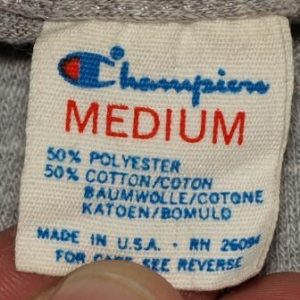 Champion
MEDIUM
50% POLYESTER
50% COTTON/COTON
BAUMWOLLE/COTONE
KATOEN/BOMULD
MADE IN U.S.A. • RN 26094
FOR CARE SEE REVERSE